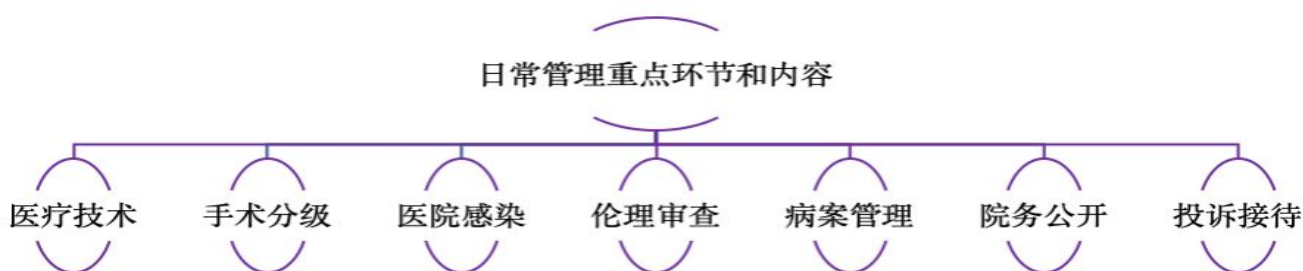 日常管理重点环节和内容
医疗技术
手术分级
医院感染
伦理审查
病案管理
院务公开
投诉接待